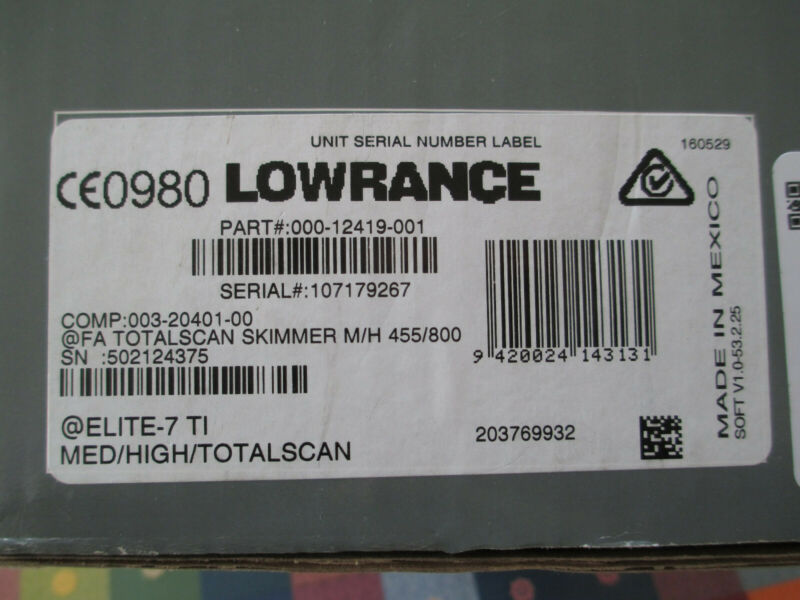 UNIT SERIAL NUMBER LABEL
160529
CE0980 LOWRANCE
PART#:000-12419-001
SERIAL#:107179267
COMP:003-20401-00
@FA TOTALSCAN SKIMMER M/H 455/800
SN :502124375
9 420024 143131
@ELITE-7 TI
MED/HIGH/TOTALSCAN
203769932
MADE IN MEXICO
SOFT V1.0-53.2.25